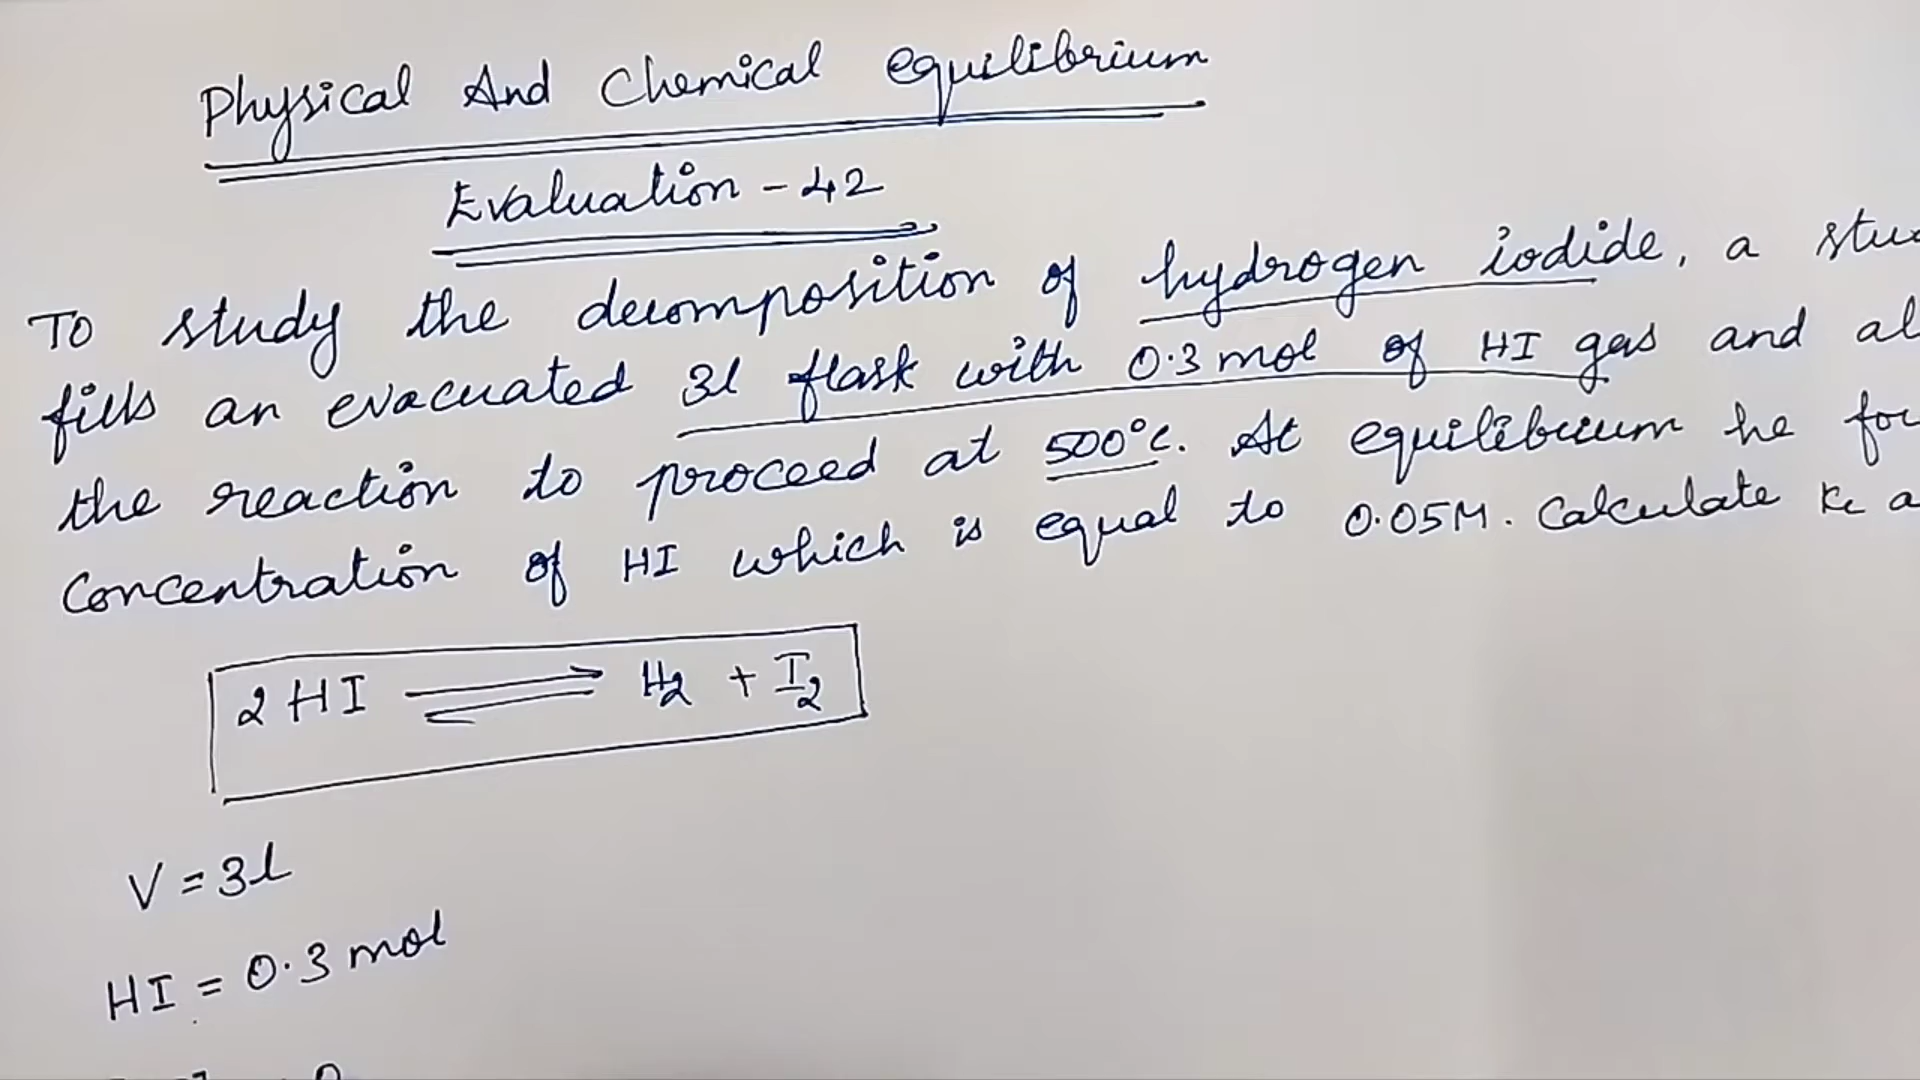 Physical And Chemical equilibrium
Evaluation - 42
To study the decomposition of hydrogen iodide, a
fills an evacuated 3l flask with 0.3 mol of HI gas and
the reaction to proceed at 500°c. At equilibrium he
Concentration of HI which is equal to 0.05M. Calculate Kc
2HI ⇌ H2 + I2
V = 3l
HI = 0.3 mol